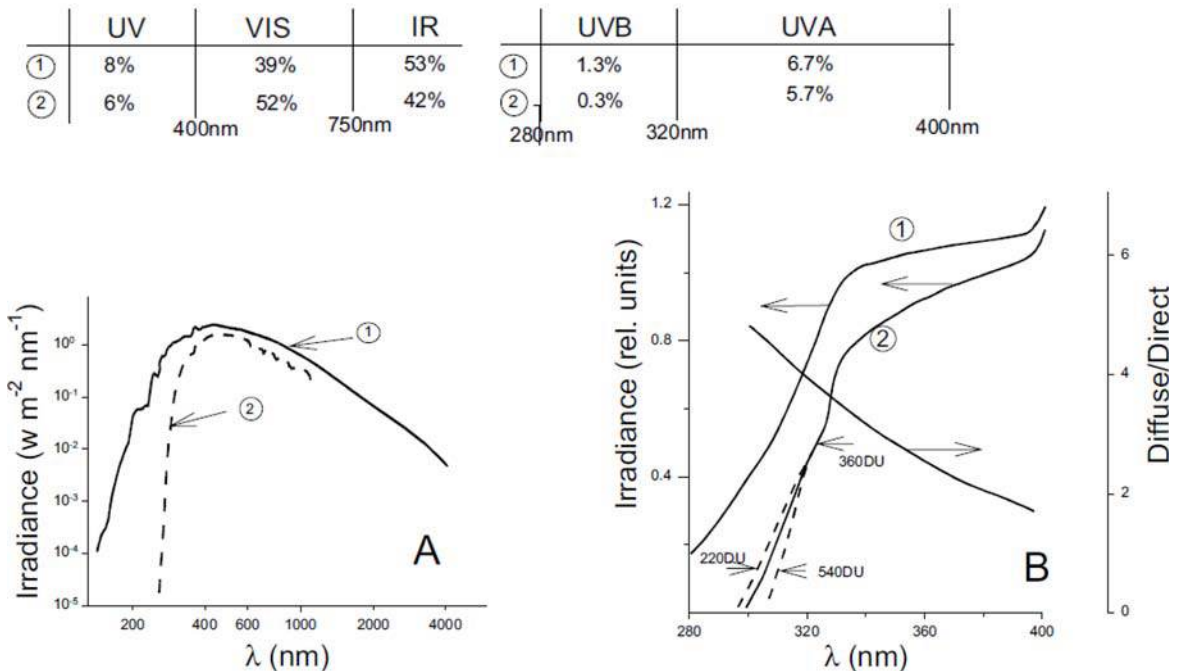 UV VIS IR
① 8% 39% 53%
② 6% 52% 42%
400nm 750nm
UVB UVA
① 1.3% 6.7%
② 0.3% 5.7%
280nm 320nm 400nm
Irradiance (w m-2 nm-1)
10^0
10^-1
10^-2
10^-3
10^-4
10^-5
①
②
A
200 400 600 1000 2000 4000
λ (nm)
Irradiance (rel. units)
1.2
0.8
0.4
①
②
360DU
220DU
540DU
B
280 320 360 400
λ (nm)
6
4
2
0
Diffuse/Direct